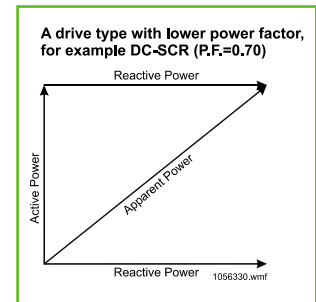 A drive type with lower power factor,
for example DC-SCR (P.F.=0.70)
Reactive Power
Active Power
Apparent Power
Reactive Power
1056330.wmf